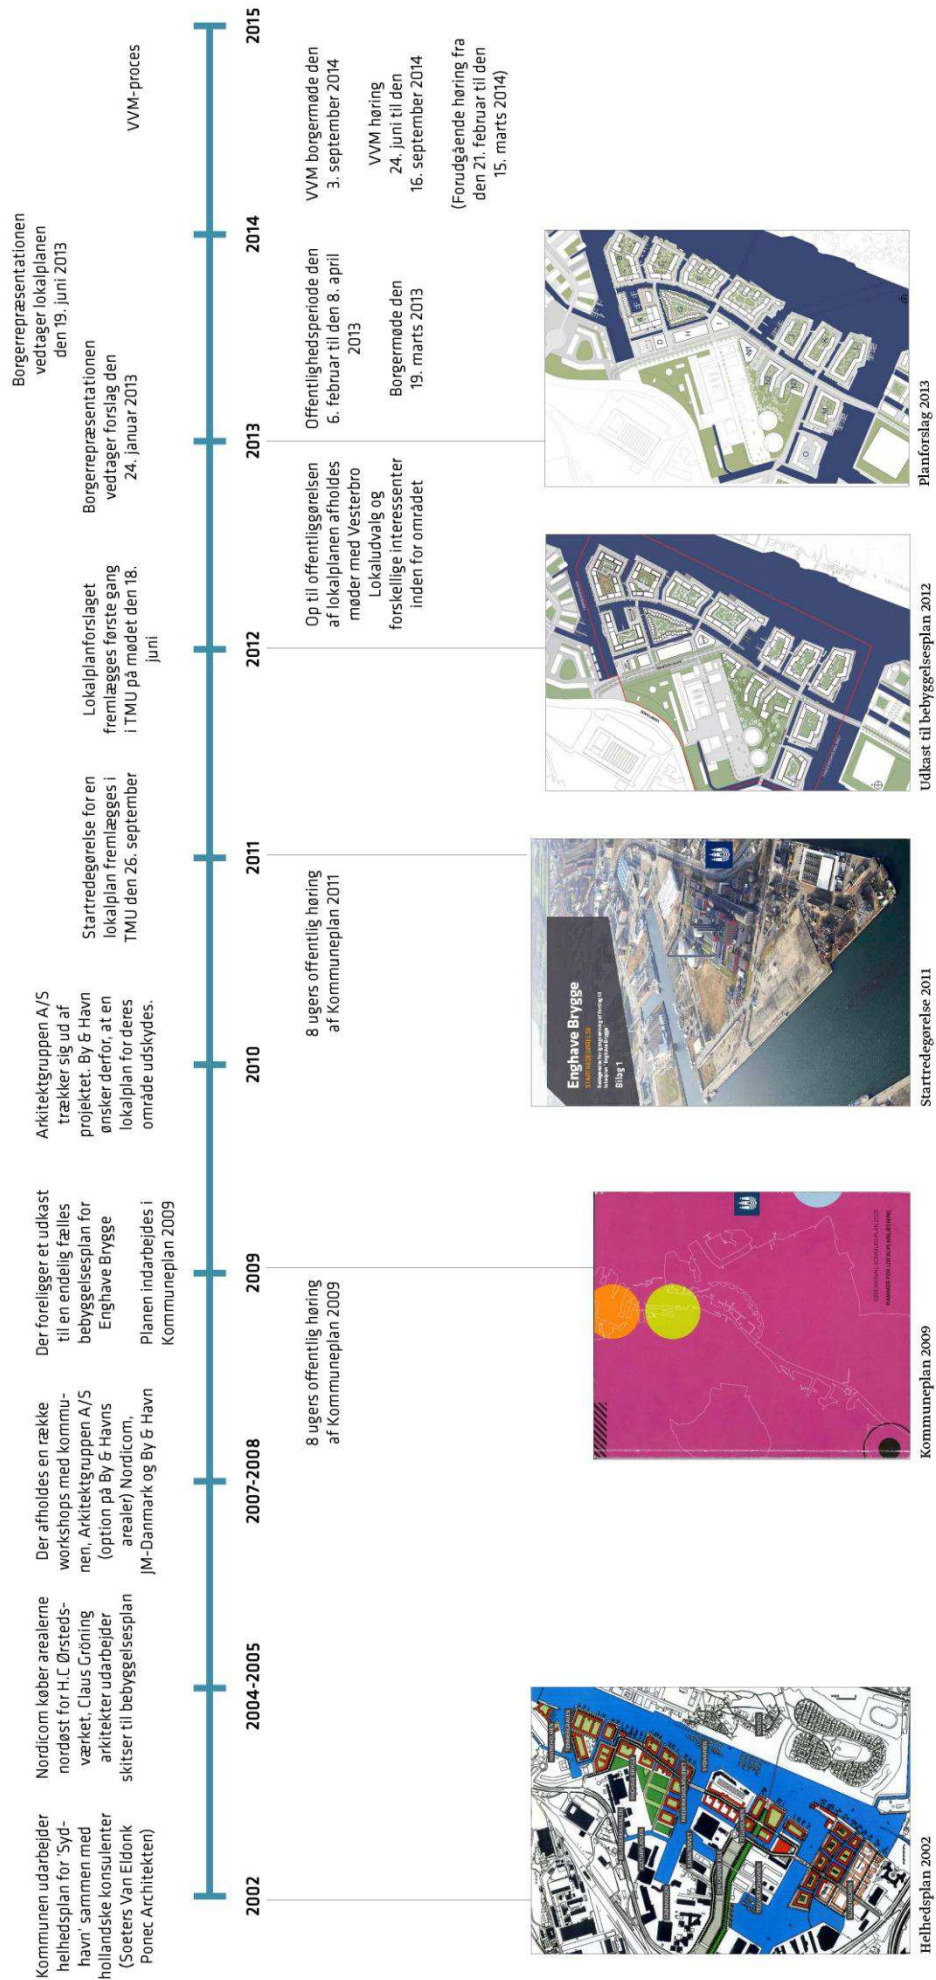 Kommunen udarbejder
helhedsplan for 'Syd-
havn' sammen med
hollandske konsulenter
(Soeters Van Eldonk
Ponec Architekten)
Nordicom køber arealerne
nordøst for H.C Ørsteds-
værket, Claus Gröning
arkitekter udarbejder
skitser til bebyggelsesplan
Der afholdes en række
workshops med kommu-
nen, Arkitektgruppen A/S
(option på By & Havns
arealer) Nordicom,
JM-Danmark og By & Havn
Der foreligger et udkast
til en endelig fælles
bebyggelsesplan for
Enghave Brygge
Planen indarbejdes i
Kommuneplan 2009
Arkitektgruppen A/S
trækker sig ud af
projektet. By & Havn
ønsker derfor, at en
lokalplan for deres
område udskydes.
Startredegørelse for en
lokalplan fremlægges i
TMU den 26. september
Lokalplanforslaget
fremlægges første gang
i TMU på mødet den 18.
juni
Borgerrepræsentationen
vedtager forslag den
24. januar 2013
Borgerrepræsentationen
vedtager lokalplanen
den 19. juni 2013
VVM-proces
2002
2004-2005
2007-2008
2009
2010
2011
2012
2013
2014
2015
8 ugers offentlig høring
af Kommuneplan 2009
8 ugers offentlig høring
af Kommuneplan 2011
Op til offentliggørelsen
af lokalplanen afholdes
møder med Vesterbro
Lokaludvalg og
forskellige interessenter
inden for området
Offentlighedsperiode den
6. februar til den 8. april
2013
Borgermøde den
19. marts 2013
VVM borgermøde den
3. september 2014
VVM høring
24. juni til den
16. september 2014
(Forudgående høring fra
den 21. februar til den
15. marts 2014)
RAMMER FOR LOKALPLANLÆGNING
Enghave Brygge
STARTREDEGØRELSE
Bilag 1
Helhedsplan 2002
Kommuneplan 2009
Startredegørelse 2011
Udkast til bebyggelsesplan 2012
Planforslag 2013